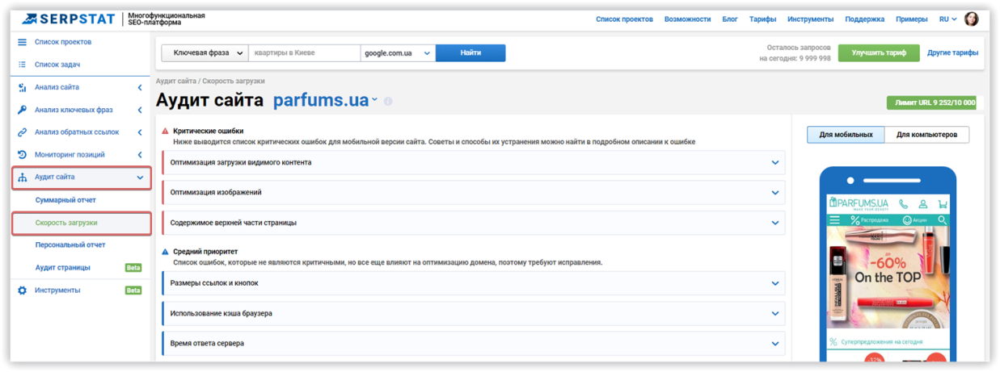 SERPSTAT
Многофункциональная
SEO-платформа
Список проектов Возможности Блог Тарифы Инструменты Поддержка Примеры RU
Список проектов
Список задач
Анализ сайта
Анализ ключевых фраз
Анализ обратных ссылок
Мониторинг позиций
Аудит сайта
Суммарный отчет
Скорость загрузки
Персональный отчет
Аудит страницы Beta
Инструменты Beta
Ключевая фраза квартиры в Киеве google.com.ua Найти
Осталось запросов
на сегодня: 9 999 998
Улучшить тариф Другие тарифы
Аудит сайта / Скорость загрузки
Аудит сайта parfums.ua
Лимит URL 9 252/10 000
Критические ошибки
Ниже выводится список критических ошибок для мобильной версии сайта. Советы и способы их устранения можно найти в подробном описании к ошибке
Оптимизация загрузки видимого контента
Оптимизация изображений
Содержимое верхней части страницы
Средний приоритет
Список ошибок, которые не являются критичными, но все еще влияют на оптимизацию домена, поэтому требуют исправления.
Размеры ссылок и кнопок
Использование кэша браузера
Время ответа сервера
Для мобильных Для компьютеров
PARFUMS.UA
MAKE YOUR BEAUTY
Распродажа Акции
до
-60%
On the TOP
Суперпредложения на сегодня
-32%